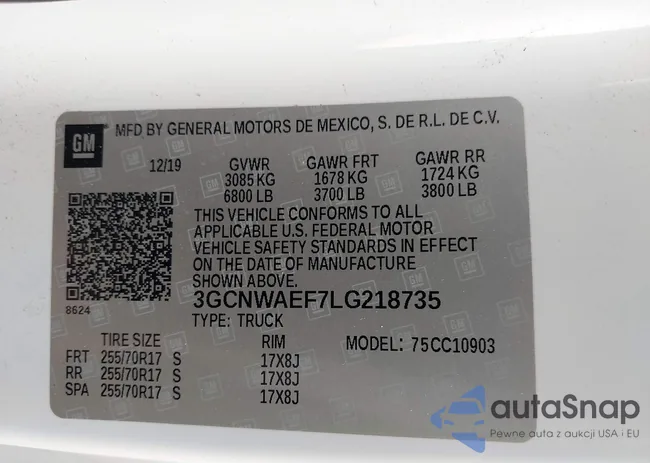 GM MFD BY GENERAL MOTORS DE MEXICO, S. DE R.L. DE C.V.
12/19 GVWR GAWR FRT GAWR RR
3085 KG 1678 KG 1724 KG
6800 LB 3700 LB 3800 LB
THIS VEHICLE CONFORMS TO ALL
APPLICABLE U.S. FEDERAL MOTOR
VEHICLE SAFETY STANDARDS IN EFFECT
ON THE DATE OF MANUFACTURE
SHOWN ABOVE.
8624
3GCNWAEF7LG218735
TYPE: TRUCK
TIRE SIZE RIM MODEL: 75CC10903
FRT 255/70R17 S 17X8J
RR 255/70R17 S 17X8J
SPA 255/70R17 S 17X8J
autaSnap
Pewne auta z aukcji USA i EU